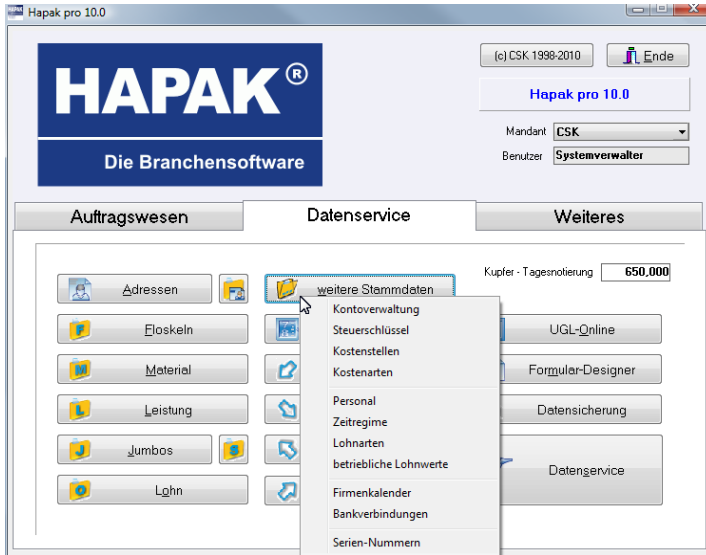 Hapak pro 10.0
HAPAK®
Die Branchensoftware
(c) CSK 1998-2010
Ende
Hapak pro 10.0
Mandant CSK
Benutzer Systemverwalter
Auftragswesen
Datenservice
Weiteres
Kupfer - Tagesnotierung 650,000
Adressen
weitere Stammdaten
F Floskeln
M Material
L Leistung
J Jumbos
S
O Lohn
Kontoverwaltung
Steuerschlüssel
Kostenstellen
Kostenarten
Personal
Zeitregime
Lohnarten
betriebliche Lohnwerte
Firmenkalender
Bankverbindungen
Serien-Nummern
UGL-Online
Formular-Designer
Datensicherung
Datenservice